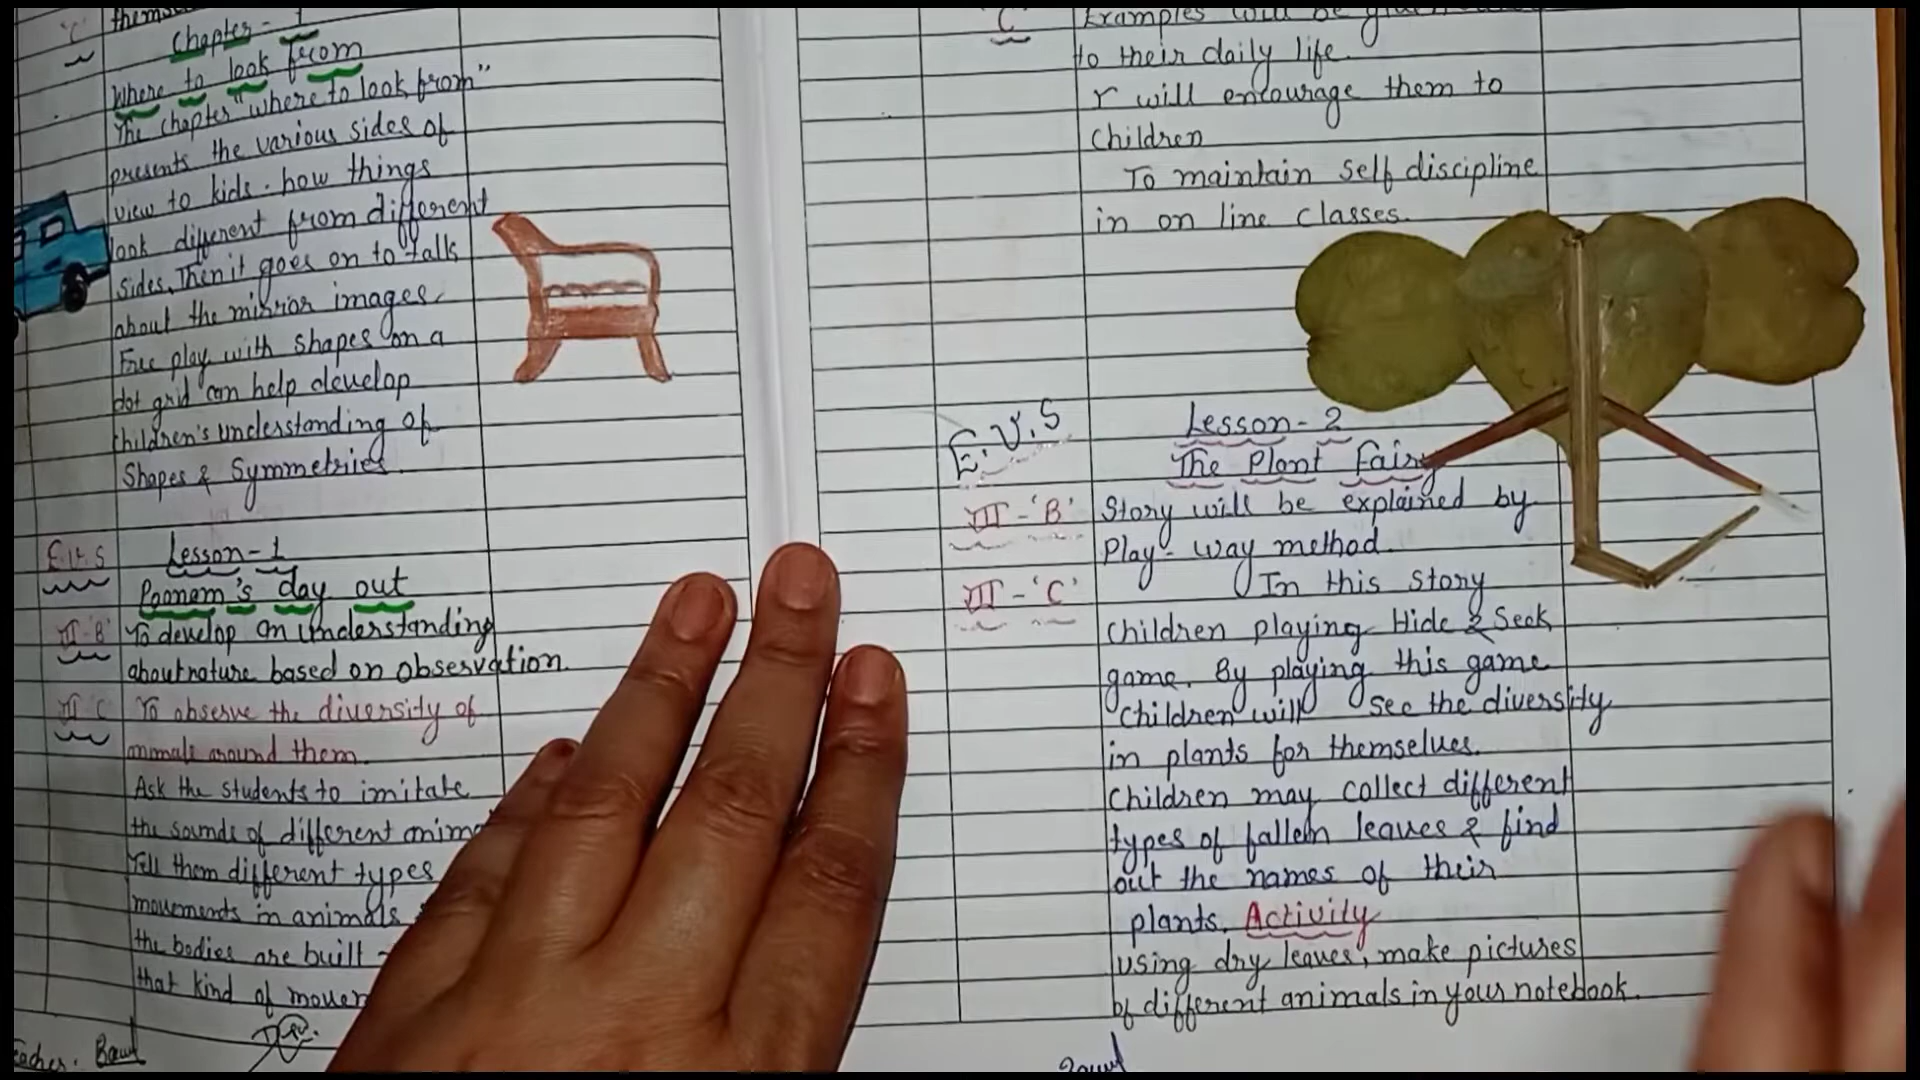 'C'
Chapter - 1
Where to look from
The chapter "where to look from"
presents the various sides of
view to kids. how things
look different from different
sides. Then it goes on to talk
about the mirror images.
Free play with shapes on a
dot grid can help develop
children's understanding of
Shapes & Symmetries
E.V.S Lesson - 1
Poonam's day out
III 'B' To develop an understanding
about nature based on observation.
III 'C' To observe the diversity of
animals around them.
Ask the students to imitate
the sounds of different anima
Tell them different types
movements in animals
the bodies are built
that kind of movem
Teacher.
'C' Examples will be
to their daily life.
r will encourage them to
Children
To maintain self discipline
in on line classes.
E.V.S Lesson - 2
The Plant Fairy
III - 'B' Story will be explained by
Play - way method.
III - 'C' In this story
children playing Hide & Seek
game. By playing this game
children will see the diversity
in plants for themselves.
Children may collect different
types of fallen leaves & find
out the names of their
plants. Activity
using dry leaves, make pictures
of different animals in your notebook.